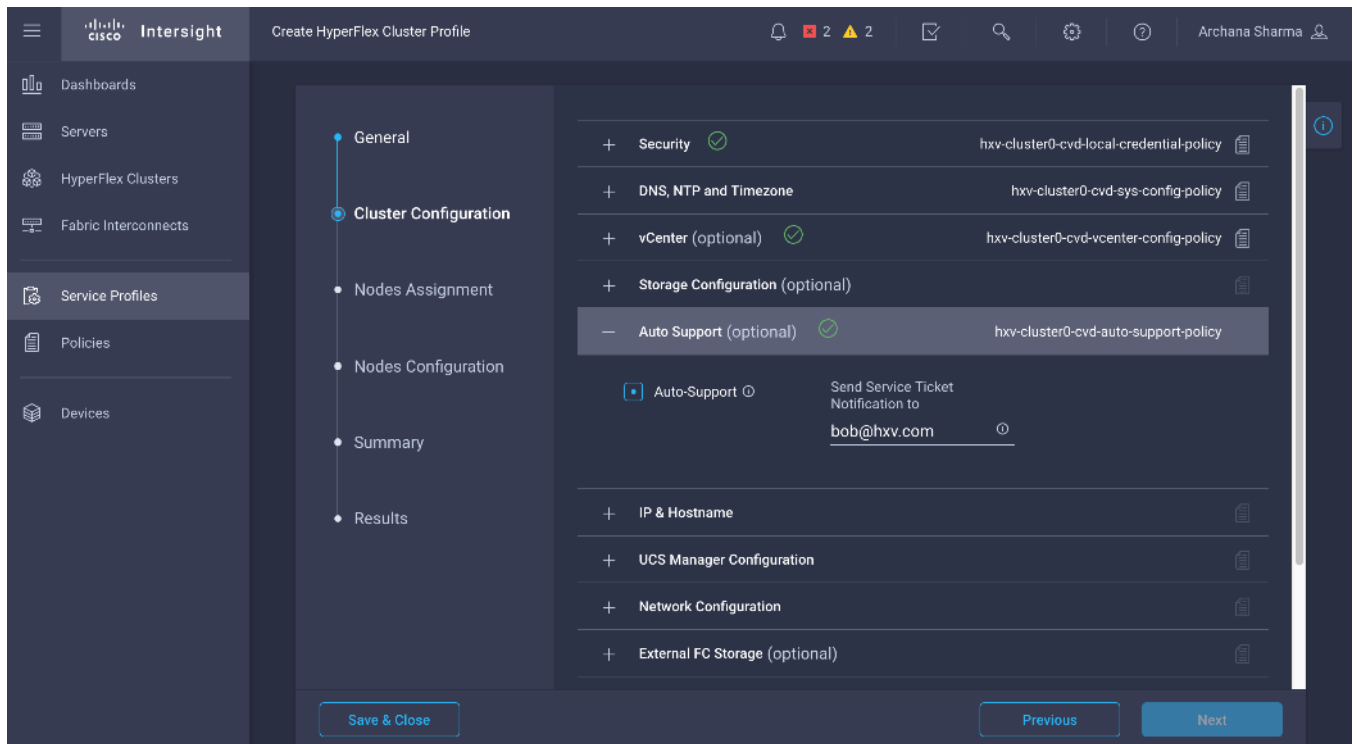 cisco Intersight
Create HyperFlex Cluster Profile
2 2
Archana Sharma
Dashboards
Servers
HyperFlex Clusters
Fabric Interconnects
Service Profiles
Policies
Devices
General
Cluster Configuration
Nodes Assignment
Nodes Configuration
Summary
Results
Security hxv-cluster0-cvd-local-credential-policy
DNS, NTP and Timezone hxv-cluster0-cvd-sys-config-policy
vCenter (optional) hxv-cluster0-cvd-vcenter-config-policy
Storage Configuration (optional)
Auto Support (optional) hxv-cluster0-cvd-auto-support-policy
Auto-Support
Send Service Ticket
Notification to
bob@hxv.com
IP & Hostname
UCS Manager Configuration
Network Configuration
External FC Storage (optional)
Save & Close
Previous
Next